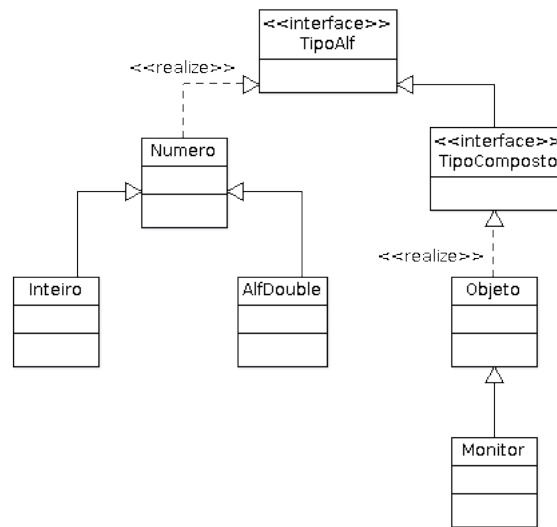 <<interface>>
TipoAlf
<<realize>>
Numero
<<interface>>
TipoComposto
<<realize>>
Inteiro
AlfDouble
Objeto
Monitor